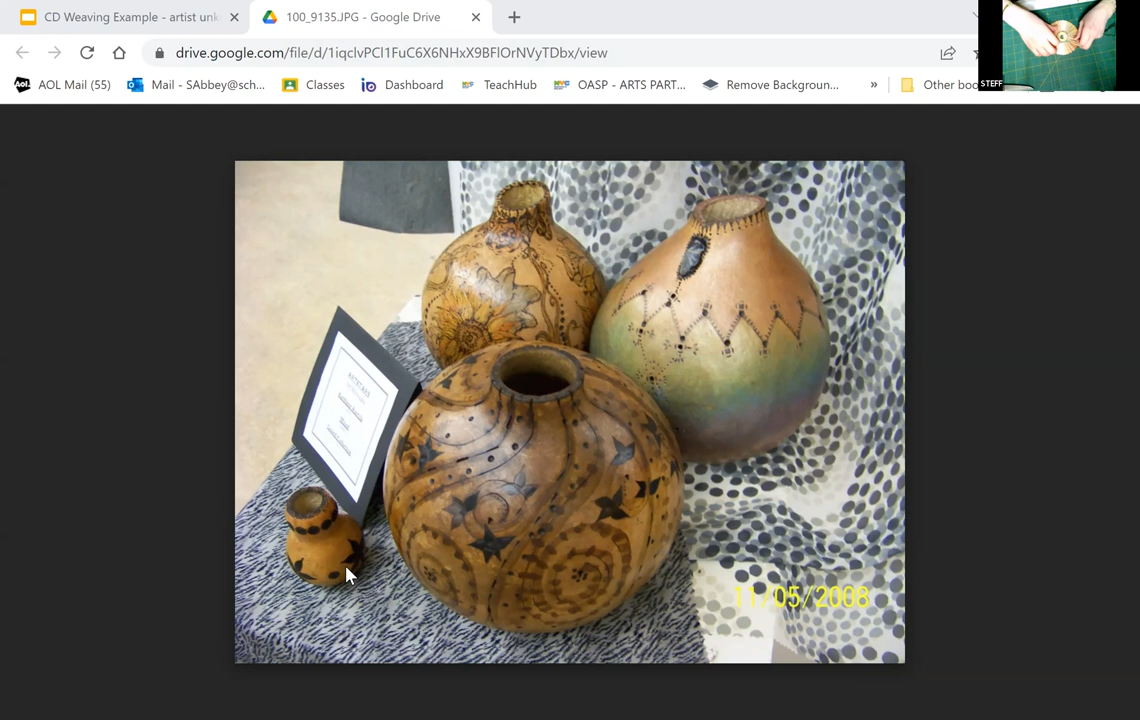 CD Weaving Example - artist unk
100_9135.JPG - Google Drive
drive.google.com/file/d/1iqclvPCl1FuC6X6NHxX9BFlOrNVyTDbx/view
AOL Mail (55)
Mail - SAbbey@sch...
Classes
Dashboard
TeachHub
OASP - ARTS PART...
Remove Backgroun...
»
Other boo
STEFF
11/05/2008